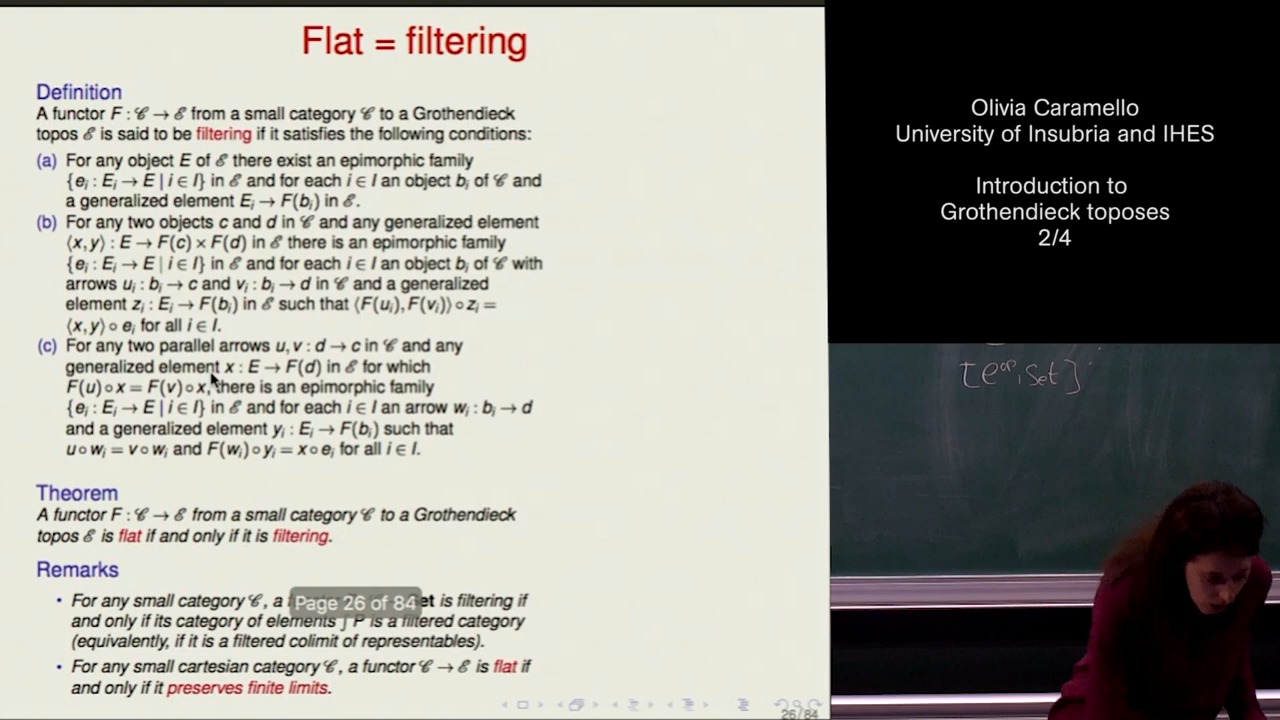 Flat = filtering
Definition
A functor F : 𝒞 → ℰ from a small category 𝒞 to a Grothendieck
topos ℰ is said to be filtering if it satisfies the following conditions:
(a) For any object E of ℰ there exist an epimorphic family
{eᵢ : Eᵢ → E | i ∈ I} in ℰ and for each i ∈ I an object bᵢ of 𝒞 and
a generalized element Eᵢ → F(bᵢ) in ℰ.
(b) For any two objects c and d in 𝒞 and any generalized element
⟨x, y⟩ : E → F(c) × F(d) in ℰ there is an epimorphic family
{eᵢ : Eᵢ → E | i ∈ I} in ℰ and for each i ∈ I an object bᵢ of 𝒞 with
arrows uᵢ : bᵢ → c and vᵢ : bᵢ → d in 𝒞 and a generalized
element zᵢ : Eᵢ → F(bᵢ) in ℰ such that ⟨F(uᵢ), F(vᵢ)⟩ ∘ zᵢ =
⟨x, y⟩ ∘ eᵢ for all i ∈ I.
(c) For any two parallel arrows u, v : d → c in 𝒞 and any
generalized element x : E → F(d) in ℰ for which
F(u) ∘ x = F(v) ∘ x, there is an epimorphic family
{eᵢ : Eᵢ → E | i ∈ I} in ℰ and for each i ∈ I an arrow wᵢ : bᵢ → d
and a generalized element yᵢ : Eᵢ → F(bᵢ) such that
u ∘ wᵢ = v ∘ wᵢ and F(wᵢ) ∘ yᵢ = x ∘ eᵢ for all i ∈ I.
Theorem
A functor F : 𝒞 → ℰ from a small category 𝒞 to a Grothendieck
topos ℰ is flat if and only if it is filtering.
Remarks
• For any small category 𝒞, a et is filtering if
Page 26 of 84
and only if its category of elements ∫ P is a filtered category
(equivalently, if it is a filtered colimit of representables).
• For any small cartesian category 𝒞, a functor 𝒞 → ℰ is flat if
and only if it preserves finite limits.
26/84
Olivia Caramello
University of Insubria and IHES
Introduction to
Grothendieck toposes
2/4
[𝒞ᵒᵖ, Set]